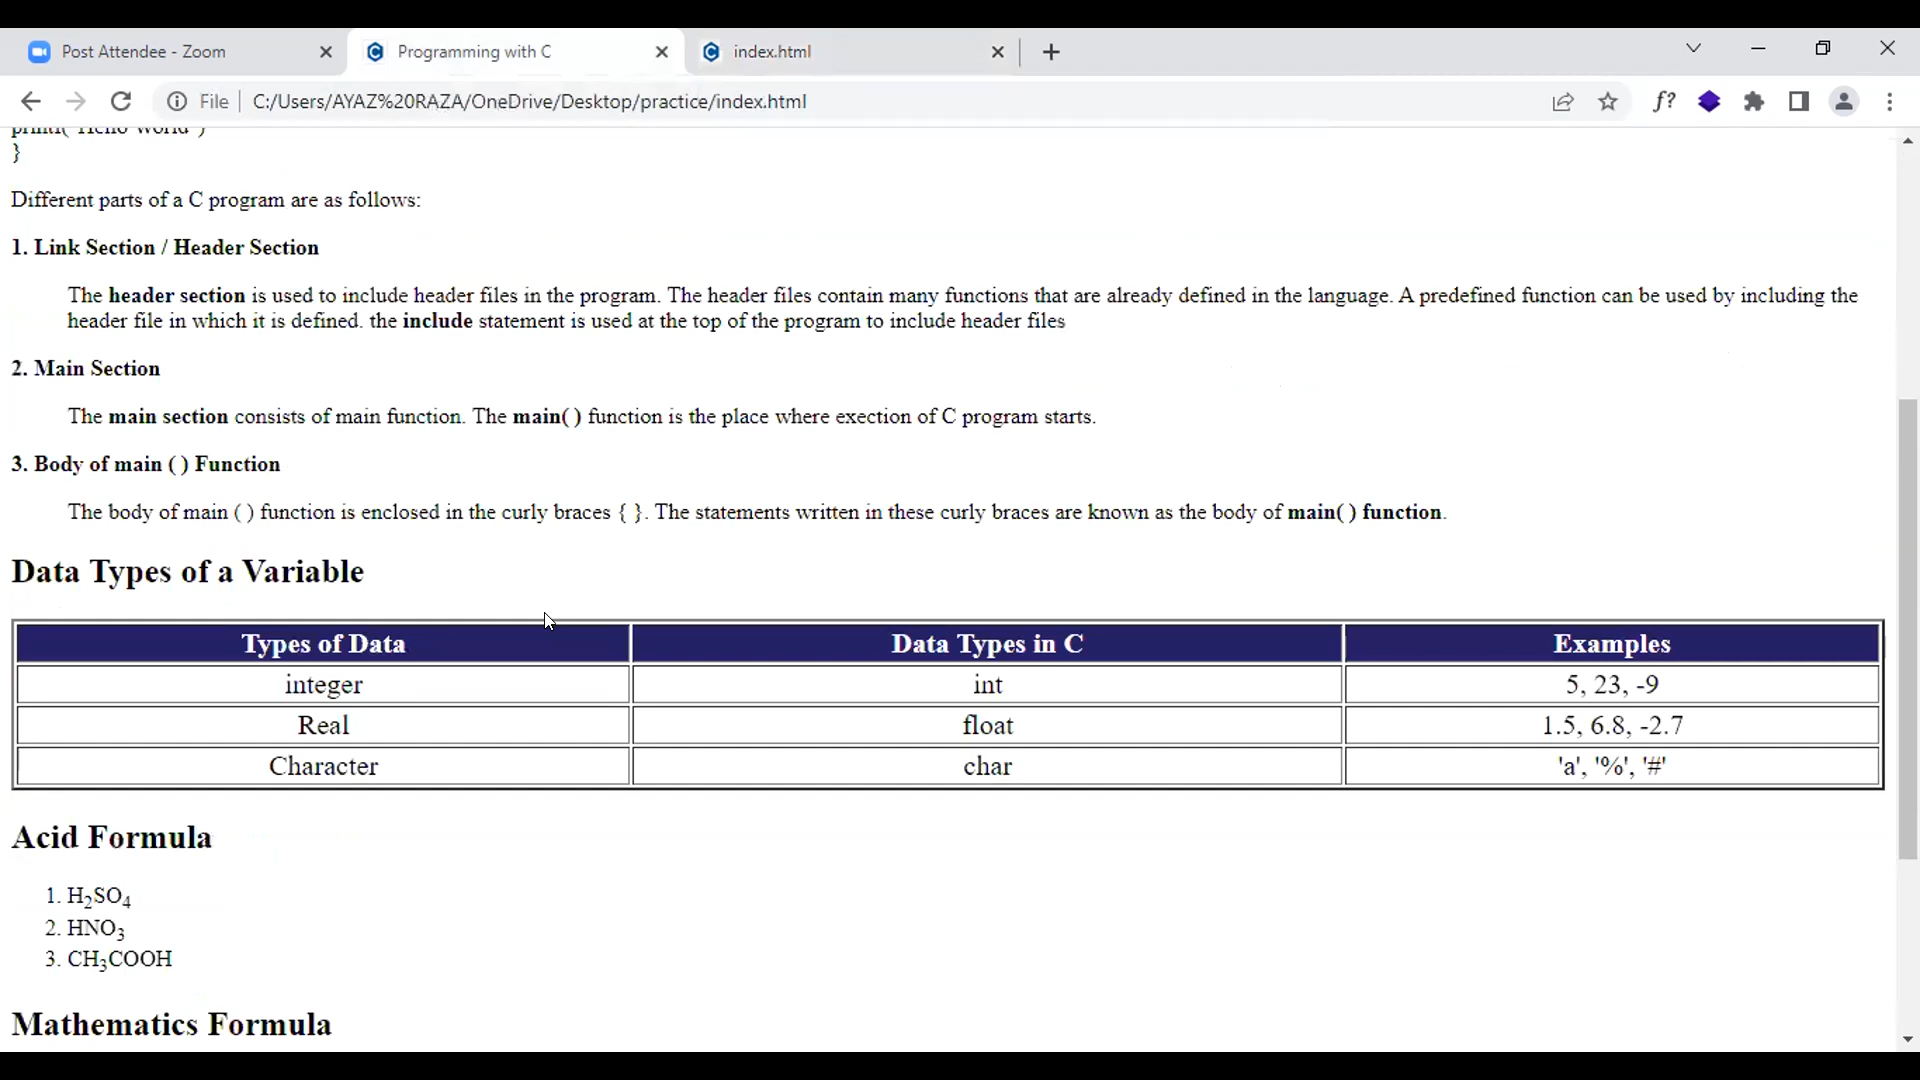 Post Attendee - Zoom
Programming with C
index.html
File
C:/Users/AYAZ%20RAZA/OneDrive/Desktop/practice/index.html
f?
printf("Hello world")
}
Different parts of a C program are as follows:
1. Link Section / Header Section
The header section is used to include header files in the program. The header files contain many functions that are already defined in the language. A predefined function can be used by including the
header file in which it is defined. the include statement is used at the top of the program to include header files
2. Main Section
The main section consists of main function. The main( ) function is the place where exection of C program starts.
3. Body of main ( ) Function
The body of main ( ) function is enclosed in the curly braces { }. The statements written in these curly braces are known as the body of main( ) function.
Data Types of a Variable
Types of Data Data Types in C Examples
integer int 5, 23, -9
Real float 1.5, 6.8, -2.7
Character char 'a', '%', '#'
Acid Formula
1. H₂SO₄
2. HNO₃
3. CH₃COOH
Mathematics Formula